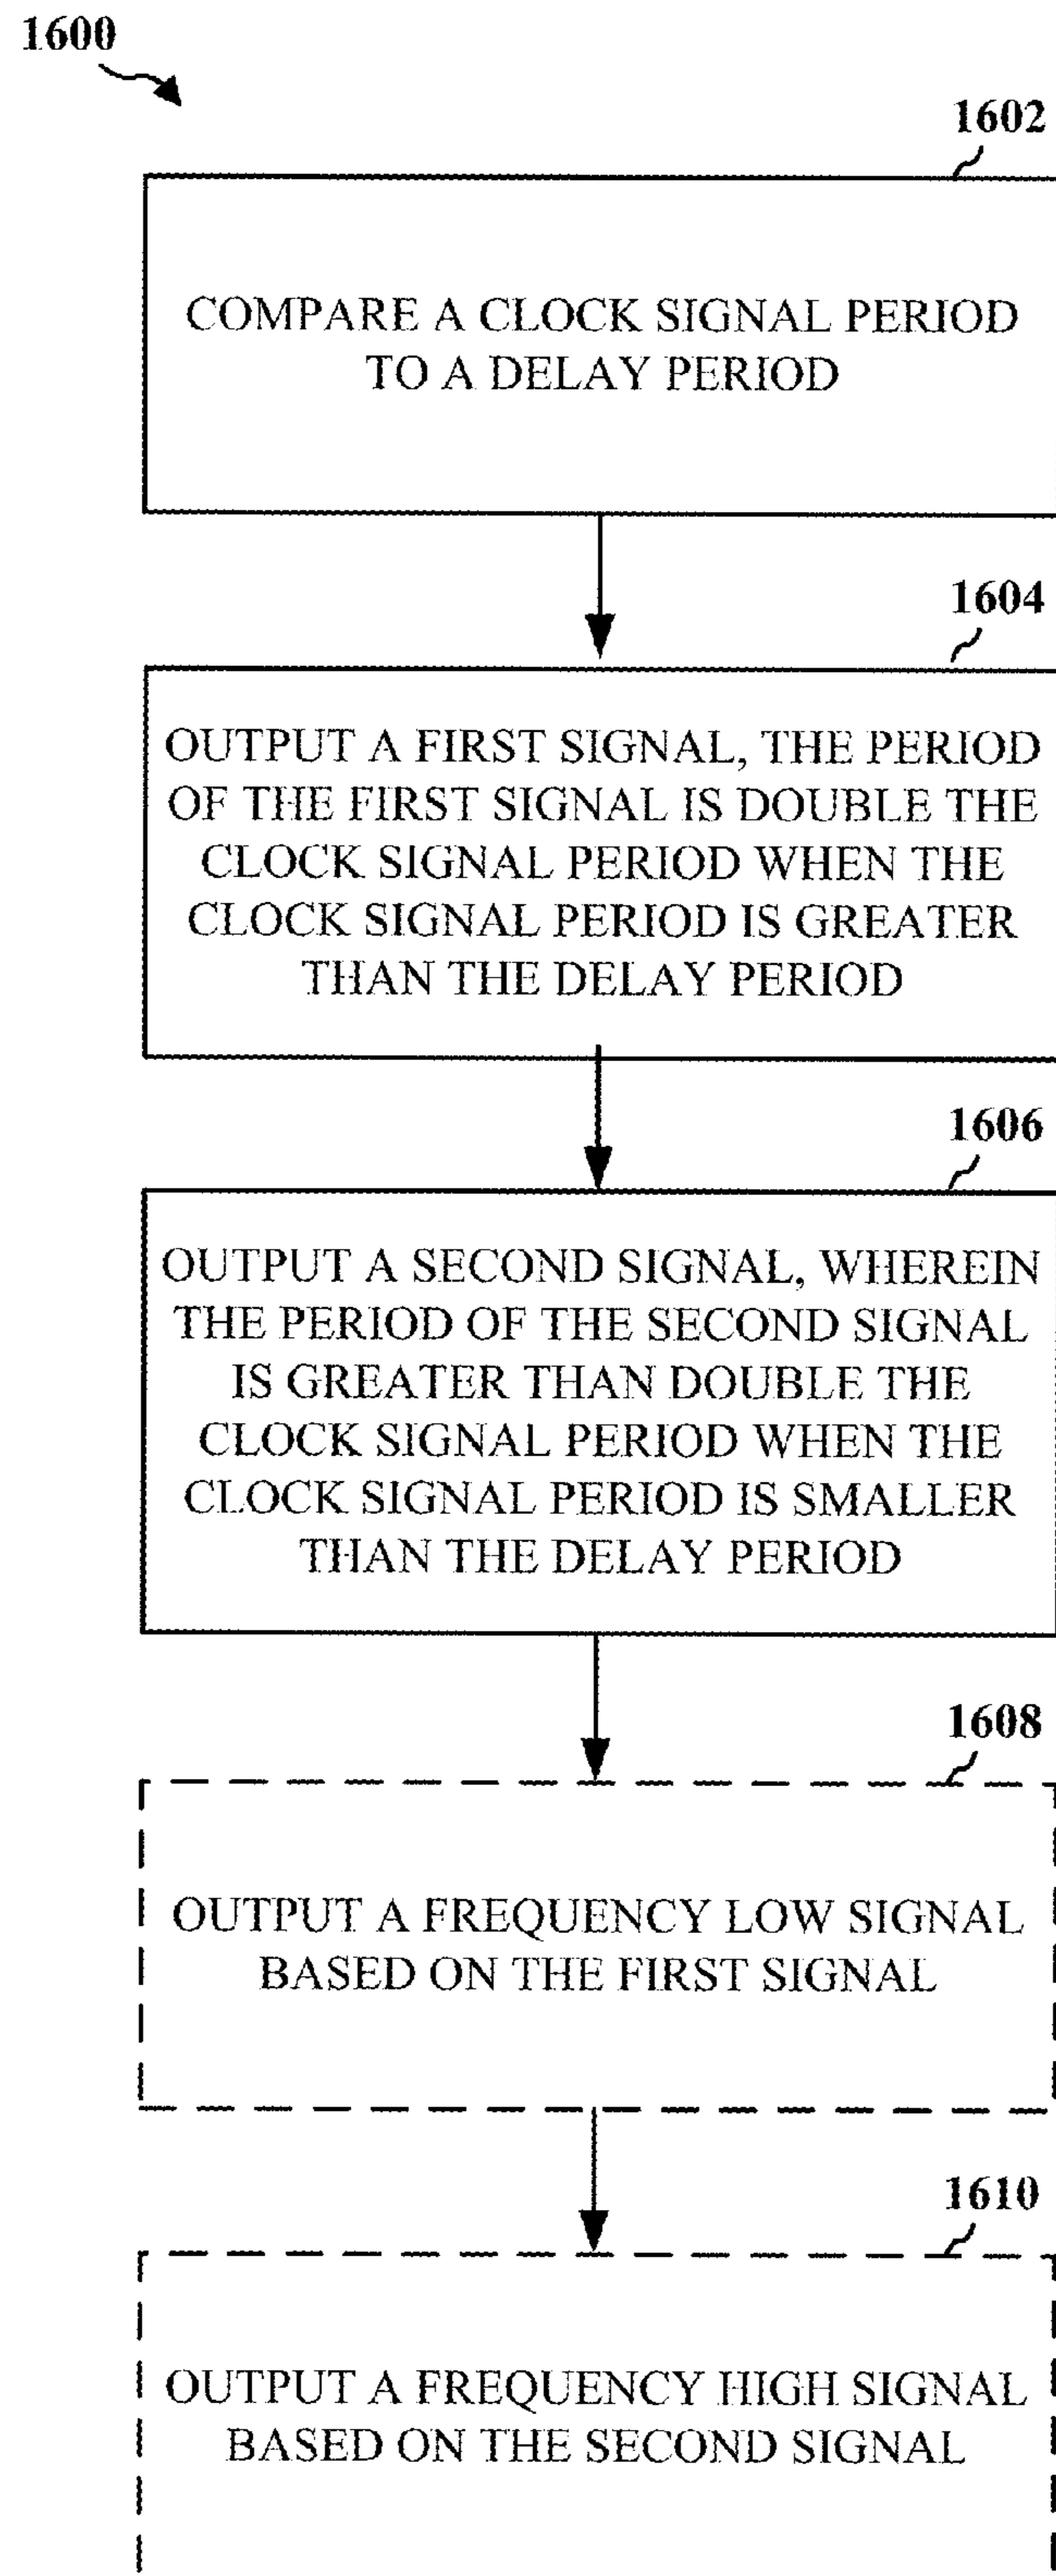 1600
1602
COMPARE A CLOCK SIGNAL PERIOD
TO A DELAY PERIOD
1604
OUTPUT A FIRST SIGNAL, THE PERIOD
OF THE FIRST SIGNAL IS DOUBLE THE
CLOCK SIGNAL PERIOD WHEN THE
CLOCK SIGNAL PERIOD IS GREATER
THAN THE DELAY PERIOD
1606
OUTPUT A SECOND SIGNAL, WHEREIN
THE PERIOD OF THE SECOND SIGNAL
IS GREATER THAN DOUBLE THE
CLOCK SIGNAL PERIOD WHEN THE
CLOCK SIGNAL PERIOD IS SMALLER
THAN THE DELAY PERIOD
1608
OUTPUT A FREQUENCY LOW SIGNAL
BASED ON THE FIRST SIGNAL
1610
OUTPUT A FREQUENCY HIGH SIGNAL
BASED ON THE SECOND SIGNAL